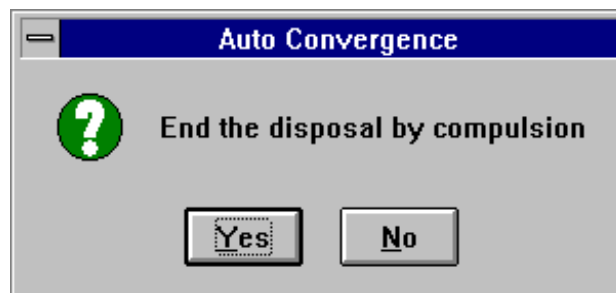 Auto Convergence
End the disposal by compulsion
Yes No